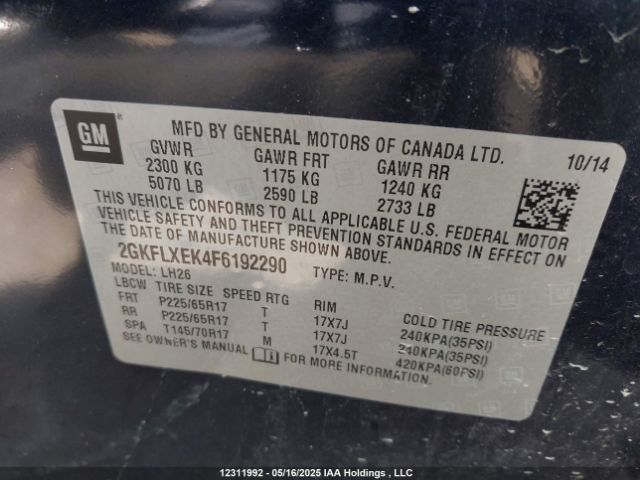 GM
®
MFD BY GENERAL MOTORS OF CANADA LTD.
10/14
GVWR GAWR FRT GAWR RR
2300 KG 1175 KG 1240 KG
5070 LB 2590 LB 2733 LB
THIS VEHICLE CONFORMS TO ALL APPLICABLE U.S. FEDERAL MOTOR
VEHICLE SAFETY AND THEFT PREVENTION STANDARDS IN EFFECT ON
THE DATE OF MANUFACTURE SHOWN ABOVE.
2GKFLXEK4F6192290 TYPE: M.P.V.
MODEL: LH26
LBCW TIRE SIZE SPEED RTG RIM COLD TIRE PRESSURE
FRT P225/65R17 T 17X7J 240KPA(35PSI)
RR P225/65R17 T 17X7J 240KPA(35PSI)
SPA T145/70R17 M 17X4.5T 420KPA(60PSI)
SEE OWNER'S MANUAL i FOR MORE INFORMATION.
12311992 - 05/16/2025 IAA Holdings , LLC